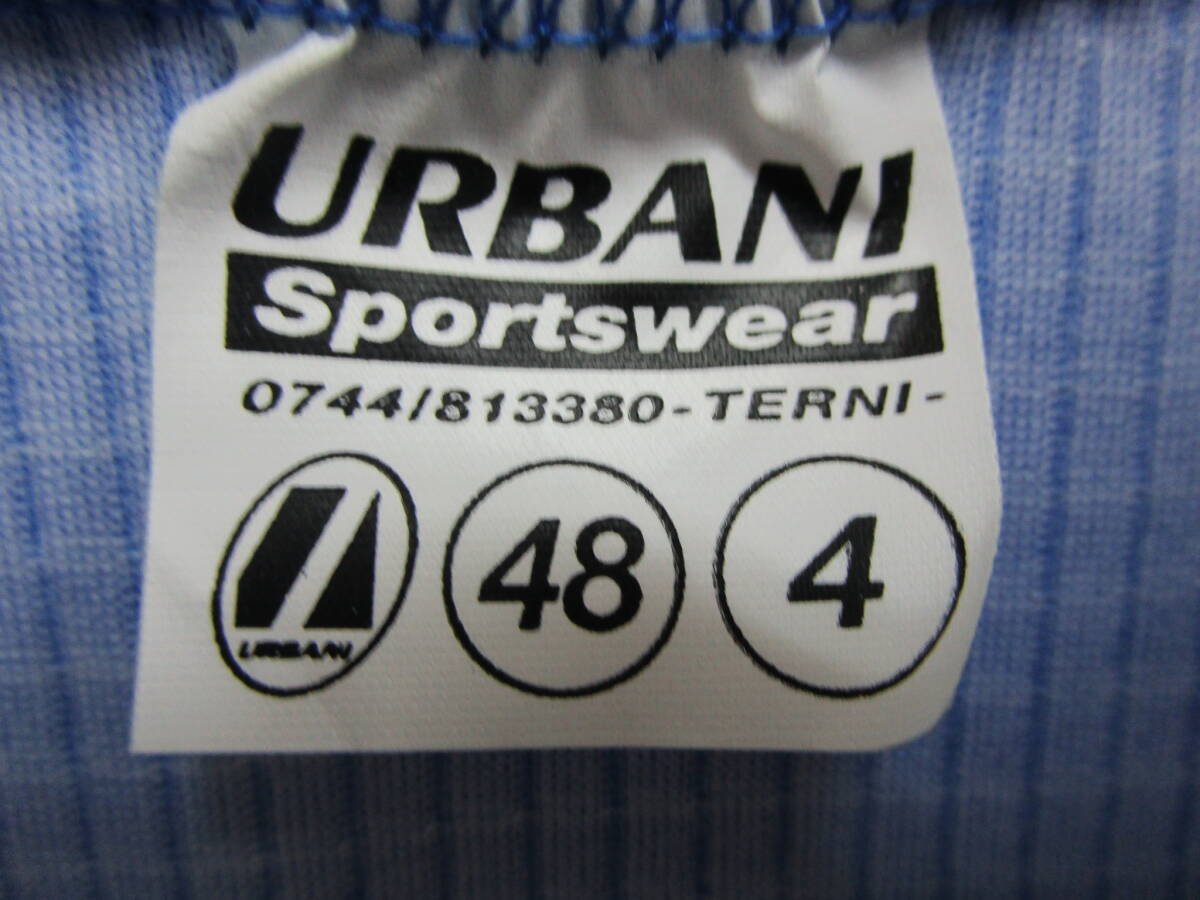 URBANI
Sportswear
0744/813380-TERNI-
URBANI 48 4